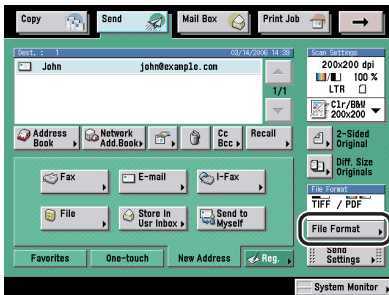 Copy
Send
Mail Box
Print Job
Dest. : 1
03/14/2006 14:39
John john@example.com
1/1
Scan Settings
200x200 dpi
100 %
LTR
Clr/B&W
200x200
Address
Book
Network
Add.Book
Cc
Bcc
Recall
2-Sided
Original
Diff. Size
Originals
Fax
E-mail
I-Fax
File
Store In
Usr Inbox
Send to
Myself
File Format
TIFF / PDF
File Format
Favorites
One-touch
New Address
Reg.
Send
Settings
System Monitor